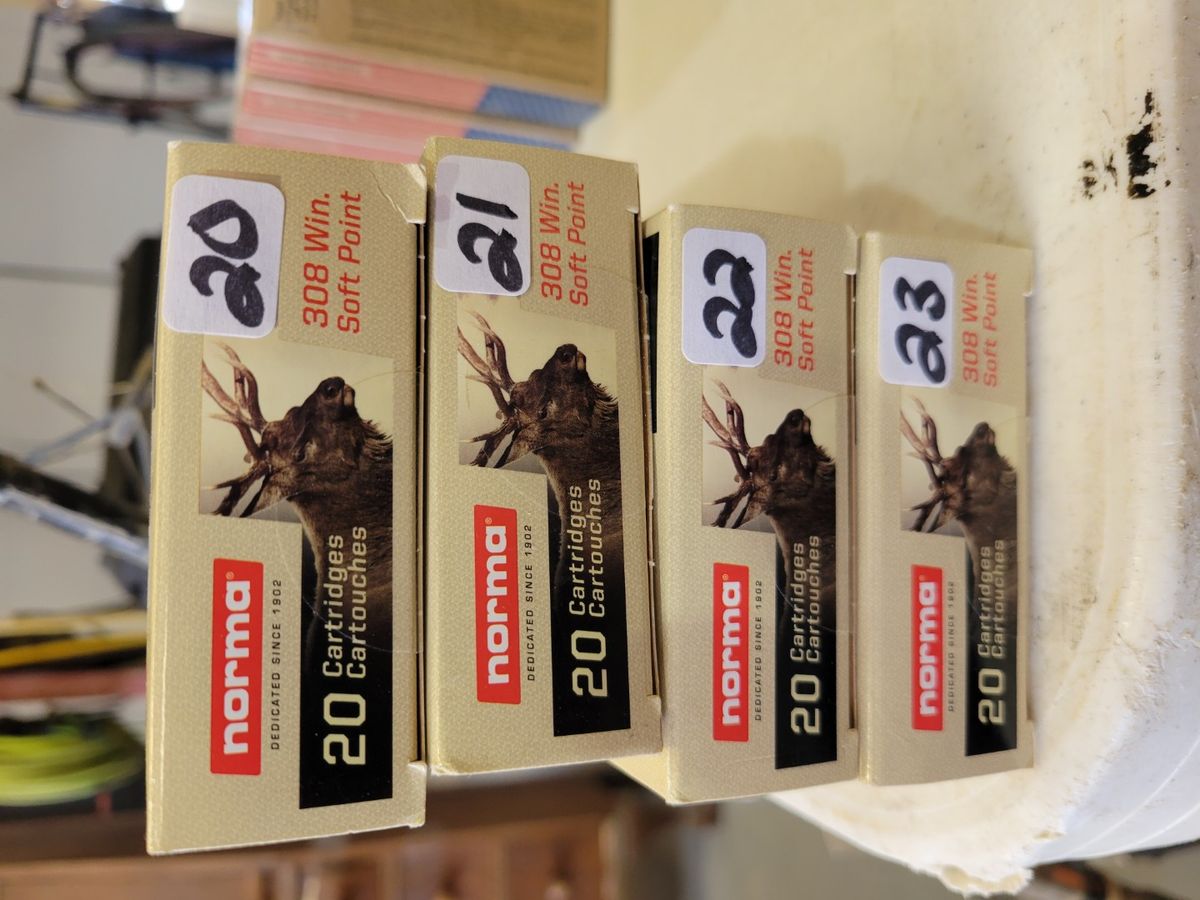 20
308 Win.
Soft Point
norma®
DEDICATED SINCE 1902
20 Cartridges
Cartouches
21
308 Win.
Soft Point
norma®
DEDICATED SINCE 1902
20 Cartridges
Cartouches
22
308 Win.
Soft Point
norma®
DEDICATED SINCE 1902
20 Cartridges
Cartouches
23
308 Win.
Soft Point
norma®
DEDICATED SINCE 1902
20 Cartridges
Cartouches